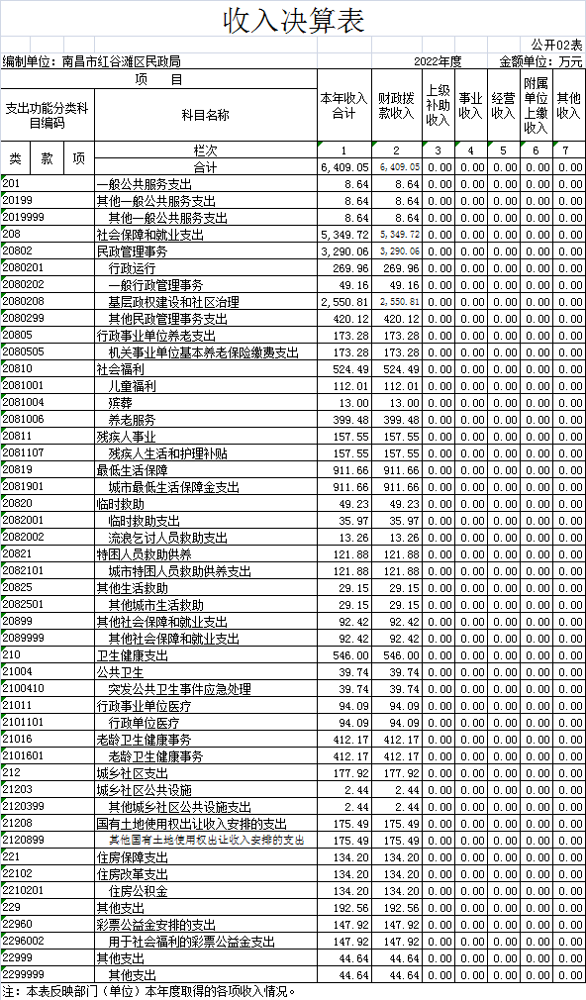 收入决算表
公开02表
编制单位：南昌市红谷滩区民政局 2022年度 金额单位：万元
项 目 本年收入合计 财政拨款收入 上级补助收入 事业收入 经营收入 附属单位上缴收入 其他收入
支出功能分类科目编码 科目名称
类 款 项 栏次 1 2 3 4 5 6 7
合计 6,409.05 6,409.05 0.00 0.00 0.00 0.00 0.00
201 一般公共服务支出 8.64 8.64 0.00 0.00 0.00 0.00 0.00
20199 其他一般公共服务支出 8.64 8.64 0.00 0.00 0.00 0.00 0.00
2019999 其他一般公共服务支出 8.64 8.64 0.00 0.00 0.00 0.00 0.00
208 社会保障和就业支出 5,349.72 5,349.72 0.00 0.00 0.00 0.00 0.00
20802 民政管理事务 3,290.06 3,290.06 0.00 0.00 0.00 0.00 0.00
2080201 行政运行 269.96 269.96 0.00 0.00 0.00 0.00 0.00
2080202 一般行政管理事务 49.16 49.16 0.00 0.00 0.00 0.00 0.00
2080208 基层政权建设和社区治理 2,550.81 2,550.81 0.00 0.00 0.00 0.00 0.00
2080299 其他民政管理事务支出 420.12 420.12 0.00 0.00 0.00 0.00 0.00
20805 行政事业单位养老支出 173.28 173.28 0.00 0.00 0.00 0.00 0.00
2080505 机关事业单位基本养老保险缴费支出 173.28 173.28 0.00 0.00 0.00 0.00 0.00
20810 社会福利 524.49 524.49 0.00 0.00 0.00 0.00 0.00
2081001 儿童福利 112.01 112.01 0.00 0.00 0.00 0.00 0.00
2081004 殡葬 13.00 13.00 0.00 0.00 0.00 0.00 0.00
2081006 养老服务 399.48 399.48 0.00 0.00 0.00 0.00 0.00
20811 残疾人事业 157.55 157.55 0.00 0.00 0.00 0.00 0.00
2081107 残疾人生活和护理补贴 157.55 157.55 0.00 0.00 0.00 0.00 0.00
20819 最低生活保障 911.66 911.66 0.00 0.00 0.00 0.00 0.00
2081901 城市最低生活保障金支出 911.66 911.66 0.00 0.00 0.00 0.00 0.00
20820 临时救助 49.23 49.23 0.00 0.00 0.00 0.00 0.00
2082001 临时救助支出 35.97 35.97 0.00 0.00 0.00 0.00 0.00
2082002 流浪乞讨人员救助支出 13.26 13.26 0.00 0.00 0.00 0.00 0.00
20821 特困人员救助供养 121.88 121.88 0.00 0.00 0.00 0.00 0.00
2082101 城市特困人员救助供养支出 121.88 121.88 0.00 0.00 0.00 0.00 0.00
20825 其他生活救助 29.15 29.15 0.00 0.00 0.00 0.00 0.00
2082501 其他城市生活救助 29.15 29.15 0.00 0.00 0.00 0.00 0.00
20899 其他社会保障和就业支出 92.42 92.42 0.00 0.00 0.00 0.00 0.00
2089999 其他社会保障和就业支出 92.42 92.42 0.00 0.00 0.00 0.00 0.00
210 卫生健康支出 546.00 546.00 0.00 0.00 0.00 0.00 0.00
21004 公共卫生 39.74 39.74 0.00 0.00 0.00 0.00 0.00
2100410 突发公共卫生事件应急处理 39.74 39.74 0.00 0.00 0.00 0.00 0.00
21011 行政事业单位医疗 94.09 94.09 0.00 0.00 0.00 0.00 0.00
2101101 行政单位医疗 94.09 94.09 0.00 0.00 0.00 0.00 0.00
21016 老龄卫生健康事务 412.17 412.17 0.00 0.00 0.00 0.00 0.00
2101601 老龄卫生健康事务 412.17 412.17 0.00 0.00 0.00 0.00 0.00
212 城乡社区支出 177.92 177.92 0.00 0.00 0.00 0.00 0.00
21203 城乡社区公共设施 2.44 2.44 0.00 0.00 0.00 0.00 0.00
2120399 其他城乡社区公共设施支出 2.44 2.44 0.00 0.00 0.00 0.00 0.00
21208 国有土地使用权出让收入安排的支出 175.49 175.49 0.00 0.00 0.00 0.00 0.00
2120899 其他国有土地使用权出让收入安排的支出 175.49 175.49 0.00 0.00 0.00 0.00 0.00
221 住房保障支出 134.20 134.20 0.00 0.00 0.00 0.00 0.00
22102 住房改革支出 134.20 134.20 0.00 0.00 0.00 0.00 0.00
2210201 住房公积金 134.20 134.20 0.00 0.00 0.00 0.00 0.00
229 其他支出 192.56 192.56 0.00 0.00 0.00 0.00 0.00
22960 彩票公益金安排的支出 147.92 147.92 0.00 0.00 0.00 0.00 0.00
2296002 用于社会福利的彩票公益金支出 147.92 147.92 0.00 0.00 0.00 0.00 0.00
22999 其他支出 44.64 44.64 0.00 0.00 0.00 0.00 0.00
2299999 其他支出 44.64 44.64 0.00 0.00 0.00 0.00 0.00
注：本表反映部门（单位）本年度取得的各项收入情况。